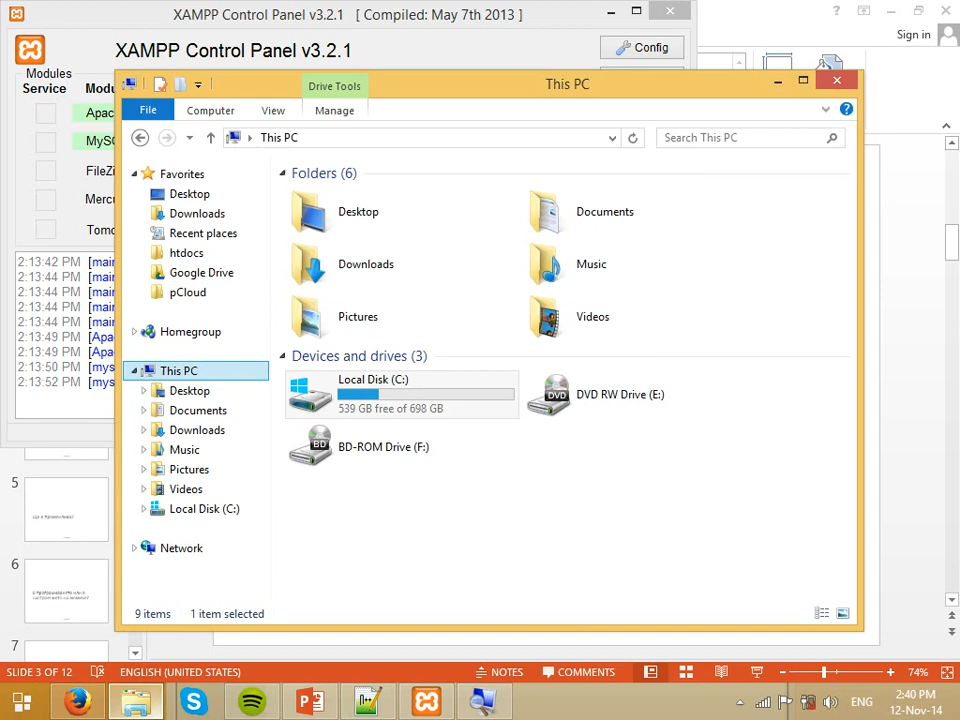 XAMPP Control Panel v3.2.1 [ Compiled: May 7th 2013 ]
XAMPP Control Panel v3.2.1
Config
Sign in
Modules
Service
Drive Tools
This PC
File
Computer
View
Manage
This PC
Search This PC
2:13:42 PM [main
2:13:44 PM [main
2:13:44 PM [main
2:13:44 PM [main
2:13:44 PM [main
2:13:49 PM [Apa
2:13:49 PM [Apa
2:13:50 PM [mys
2:13:52 PM [mys
Favorites
Desktop
Downloads
Recent places
htdocs
Google Drive
pCloud
Homegroup
This PC
Desktop
Documents
Downloads
Music
Pictures
Videos
Local Disk (C:)
Network
Folders (6)
Desktop
Documents
Downloads
Music
Pictures
Videos
Devices and drives (3)
Local Disk (C:)
539 GB free of 698 GB
DVD RW Drive (E:)
BD-ROM Drive (F:)
9 items 1 item selected
5
6
7
SLIDE 3 OF 12
ENGLISH (UNITED STATES)
NOTES
COMMENTS
74%
ENG
2:40 PM
12-Nov-14